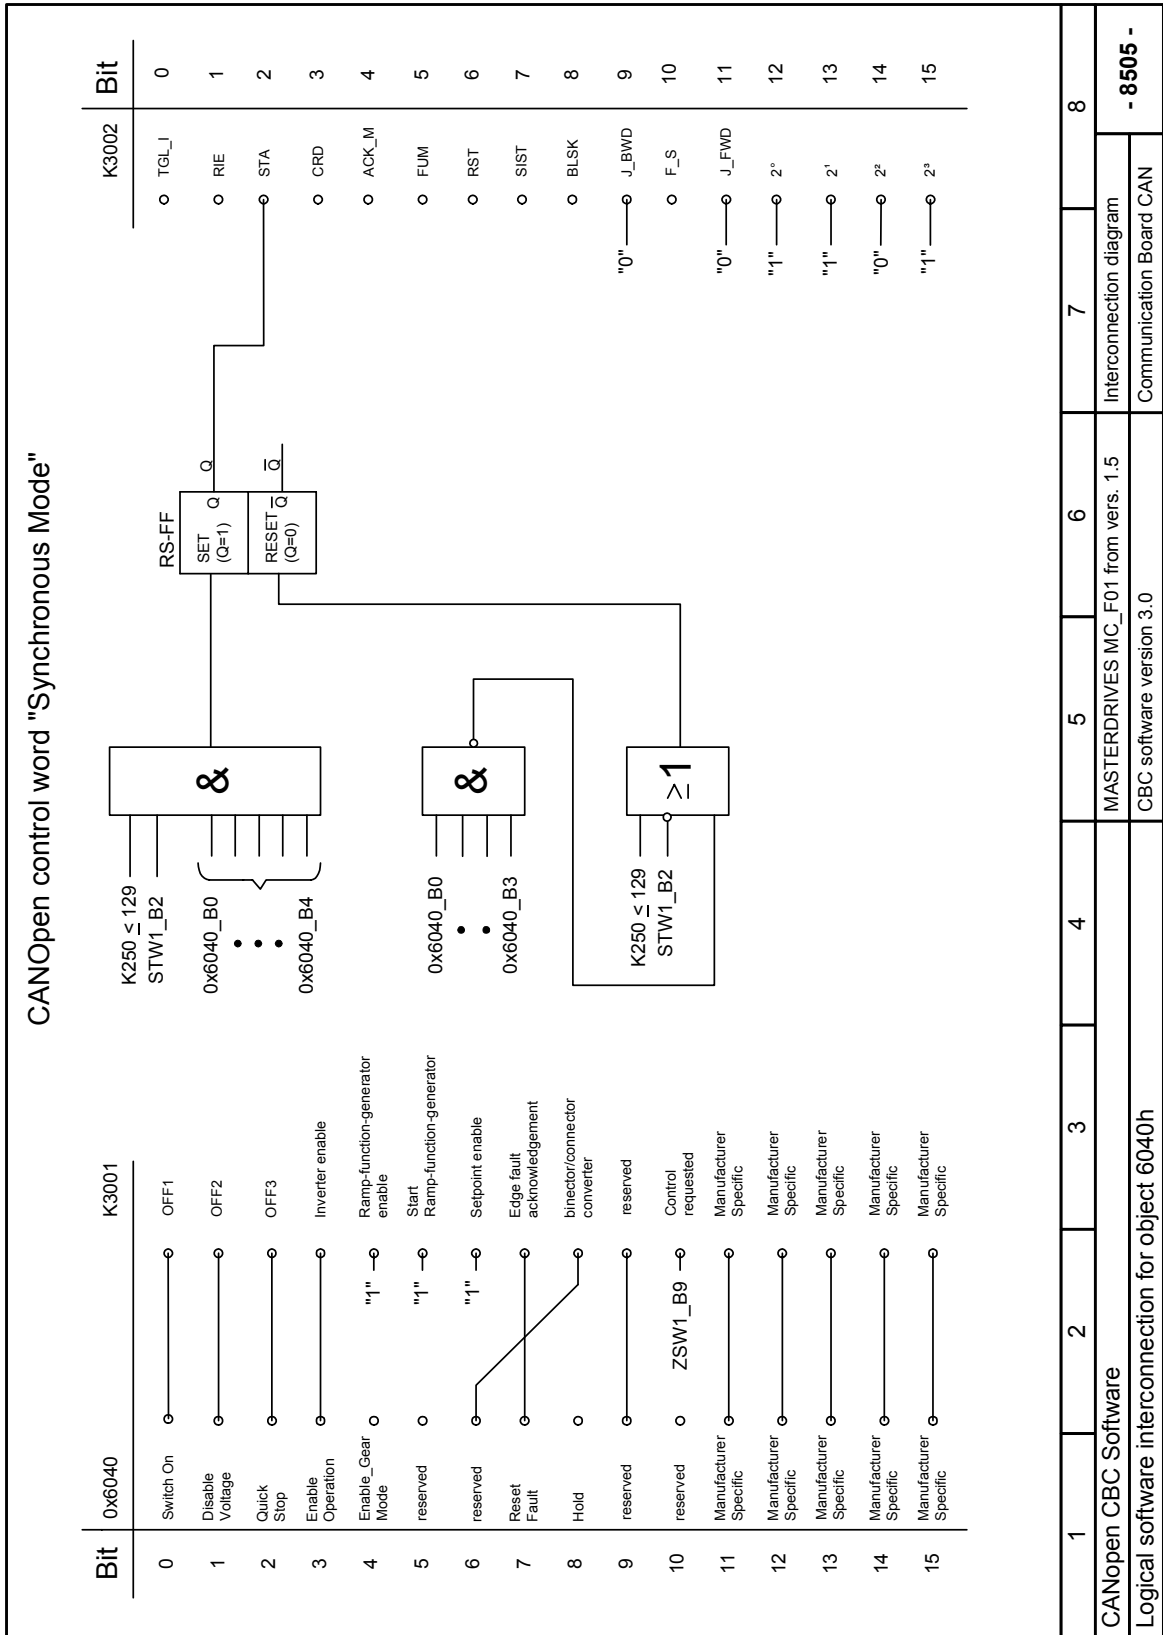 CANOpen control word "Synchronous Mode"
Bit 0x6040 K3001
0 Switch On OFF1
1 Disable
Voltage OFF2
2 Quick
Stop OFF3
3 Enable
Operation Inverter enable
4 Enable_Gear
Mode "1" Ramp-function-generator
enable
5 reserved "1" Start
Ramp-function-generator
6 reserved "1" Setpoint enable
7 Reset
Fault Edge fault
acknowledgement
8 Hold binector/connector
converter
9 reserved reserved
10 reserved ZSW1_B9 Control
requested
11 Manufacturer
Specific Manufacturer
Specific
12 Manufacturer
Specific Manufacturer
Specific
13 Manufacturer
Specific Manufacturer
Specific
14 Manufacturer
Specific Manufacturer
Specific
15 Manufacturer
Specific Manufacturer
Specific
K250 ≤ 129
STW1_B2
0x6040_B0
0x6040_B4
&
0x6040_B0
0x6040_B3
&
K250 ≤ 129
STW1_B2
≥1
RS-FF
SET Q Q
(Q=1)
RESET Q̅ Q̅
(Q=0)
K3002 Bit
TGL_I 0
RIE 1
STA 2
CRD 3
ACK_M 4
FUM 5
RST 6
SIST 7
BLSK 8
"0" J_BWD 9
F_S 10
"0" J_FWD 11
"1" 2° 12
"1" 2¹ 13
"0" 2² 14
"1" 2³ 15
1 2 3 4 5 6 7 8
CANopen CBC Software MASTERDRIVES MC_F01 from vers. 1.5 Interconnection diagram - 8505 -
Logical software interconnection for object 6040h CBC software version 3.0 Communication Board CAN